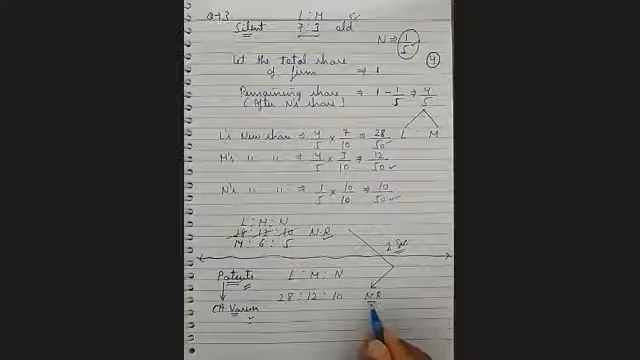 Q→3 L : M
Silent 7 : 3 old
N ⇒ 1/5
4
Let the total share of firm ⇒ 1
Remaining share ⇒ 1 - 1/5 ⇒ 4/5
(After N's share)
L : M
L's New share ⇒ 4/5 × 7/10 ⇒ 28/50
M's " " ⇒ 4/5 × 3/10 ⇒ 12/50
N's " " ⇒ 1/5 × 10/10 ⇒ 10/50
L : M : N
28 : 12 : 10 N.R
14 : 6 : 5
Patents L : M : N
28 : 12 : 10 N.R
CA. Varun